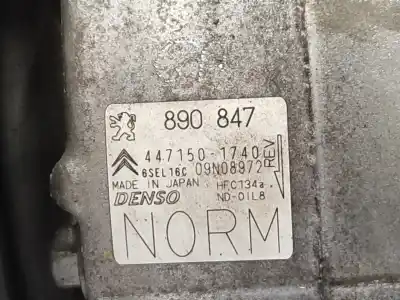 890 847
447150-1740
6SEL16C 09N08972
REV
MADE IN JAPAN HFC134a
DENSO ND-OIL8
NORM